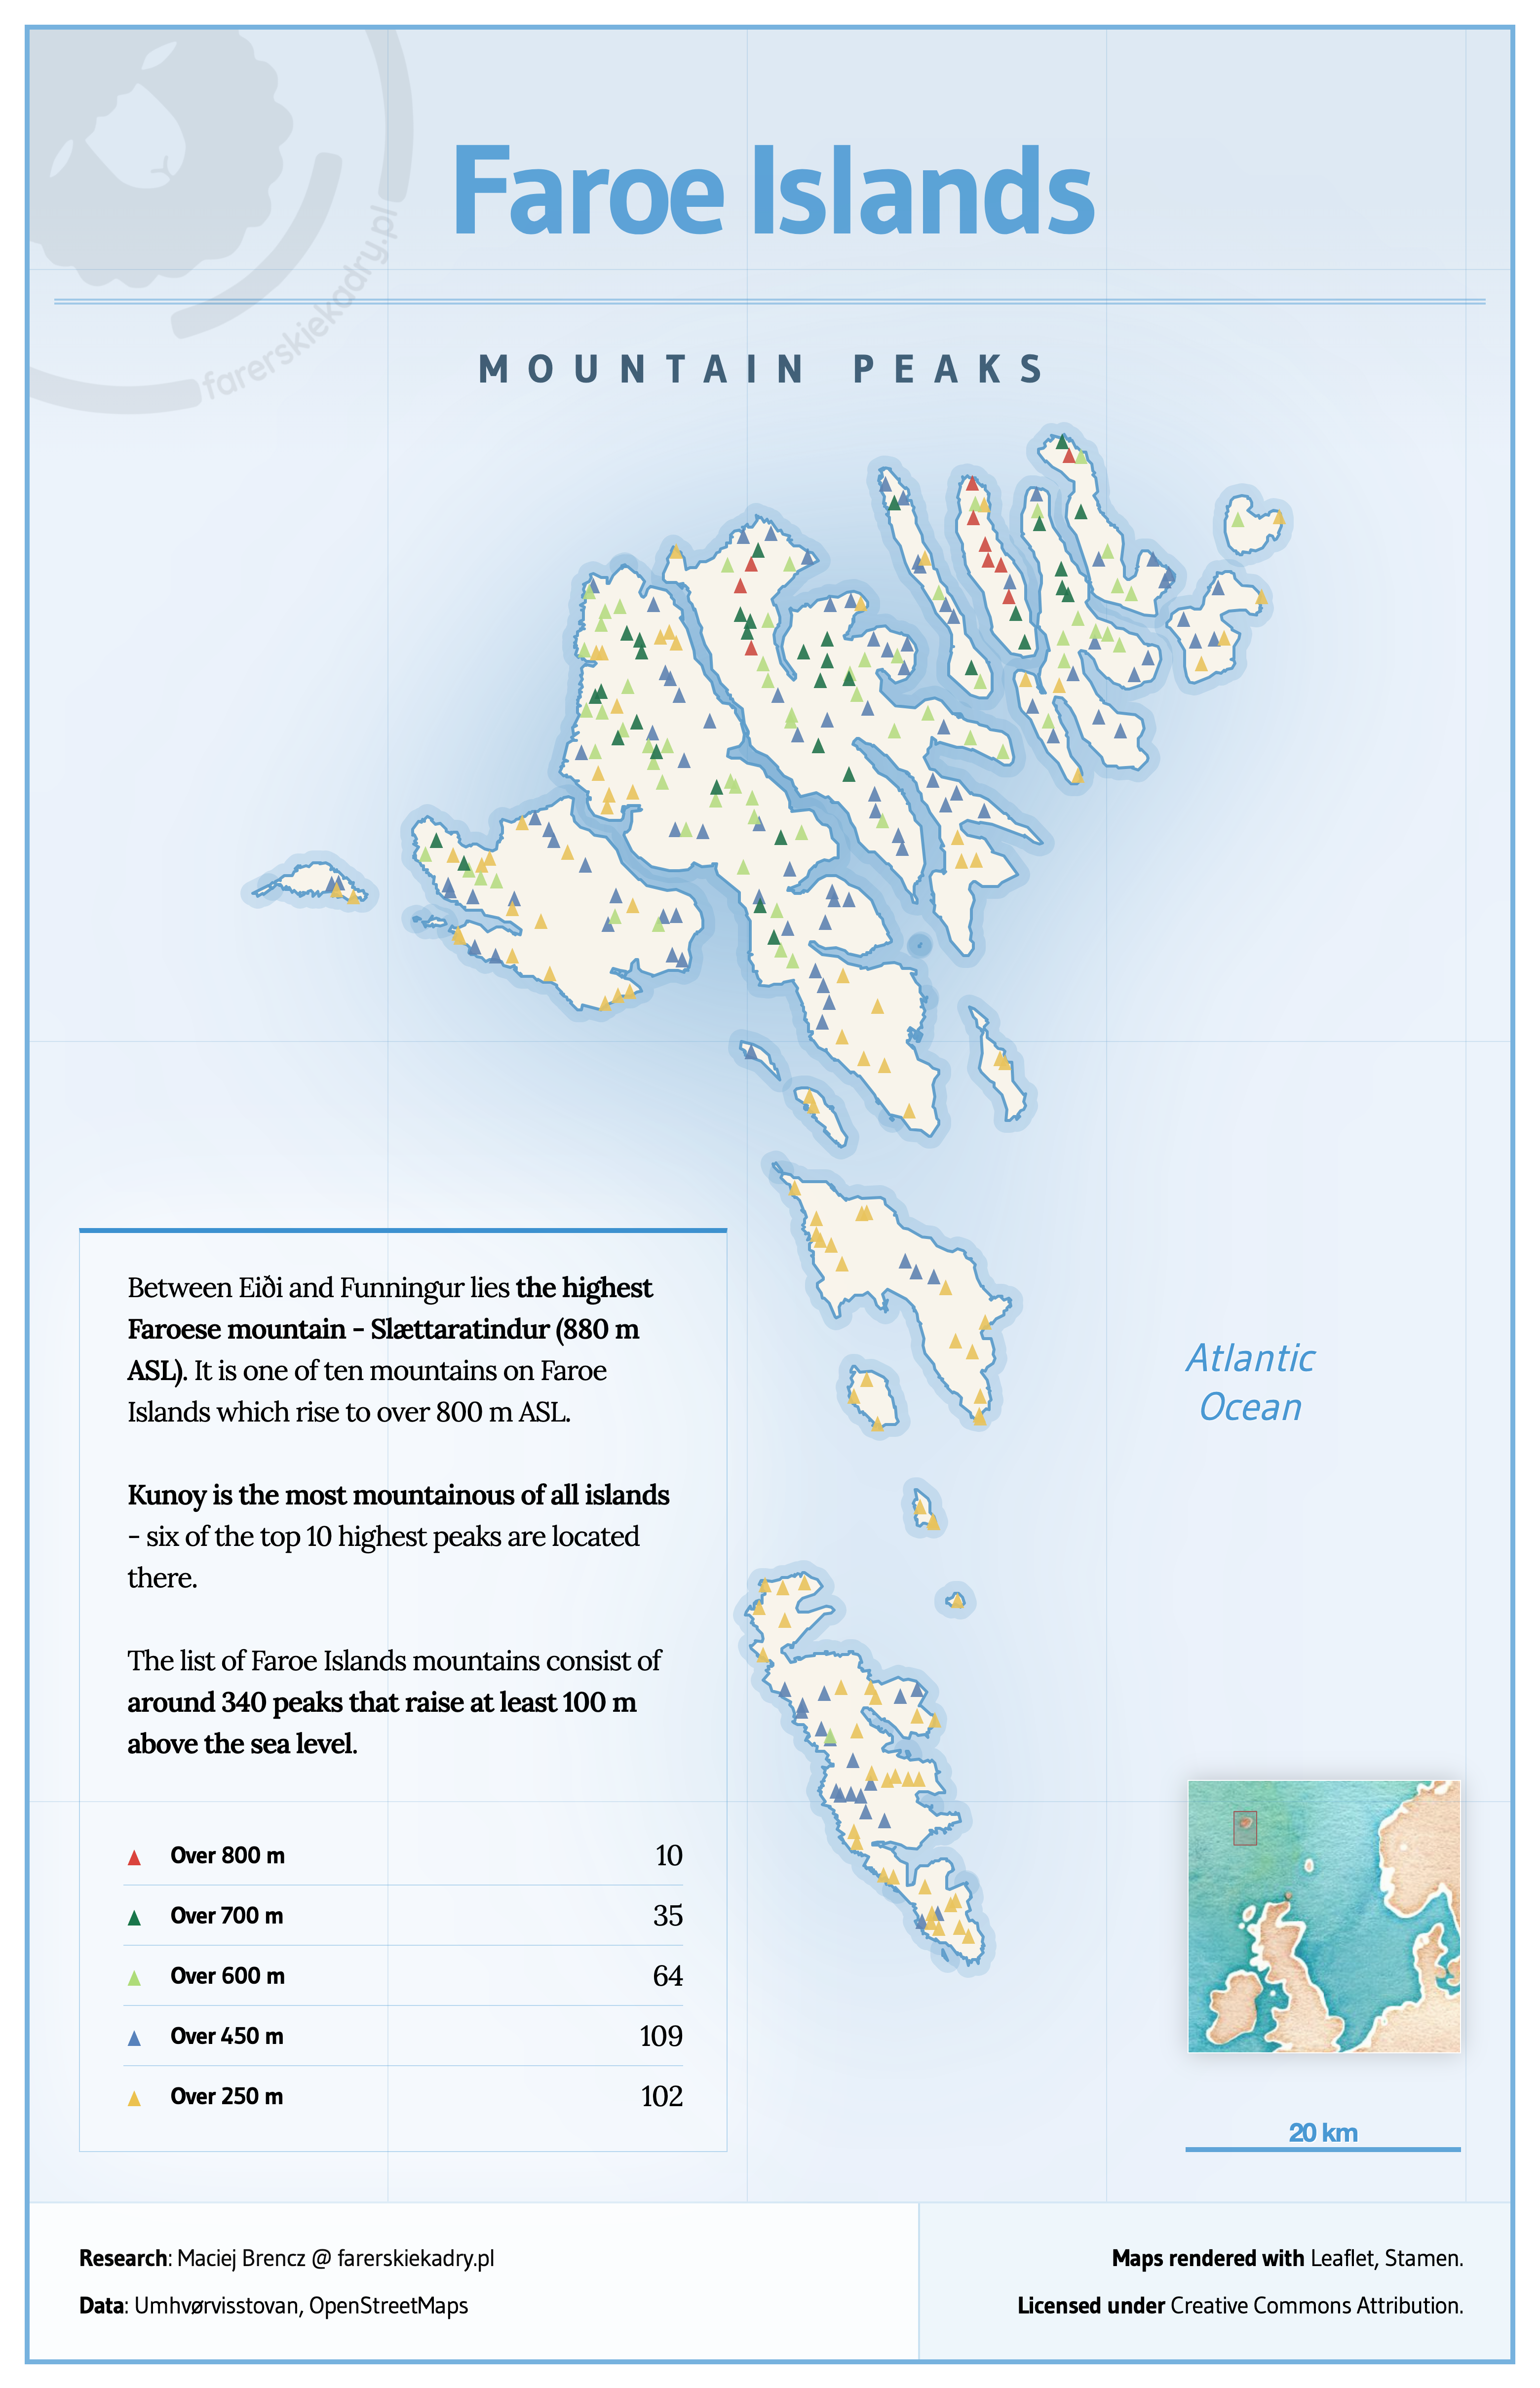 farerskiekadry.pl
Faroe Islands
MOUNTAIN PEAKS
Between Eiði and Funningur lies the highest
Faroese mountain - Slættaratindur (880 m
ASL). It is one of ten mountains on Faroe
Islands which rise to over 800 m ASL.
Kunoy is the most mountainous of all islands
- six of the top 10 highest peaks are located
there.
The list of Faroe Islands mountains consist of
around 340 peaks that raise at least 100 m
above the sea level.
Over 800 m 10
Over 700 m 35
Over 600 m 64
Over 450 m 109
Over 250 m 102
Atlantic
Ocean
20 km
Research: Maciej Brencz @ farerskiekadry.pl
Data: Umhvørvisstovan, OpenStreetMaps
Maps rendered with Leaflet, Stamen.
Licensed under Creative Commons Attribution.